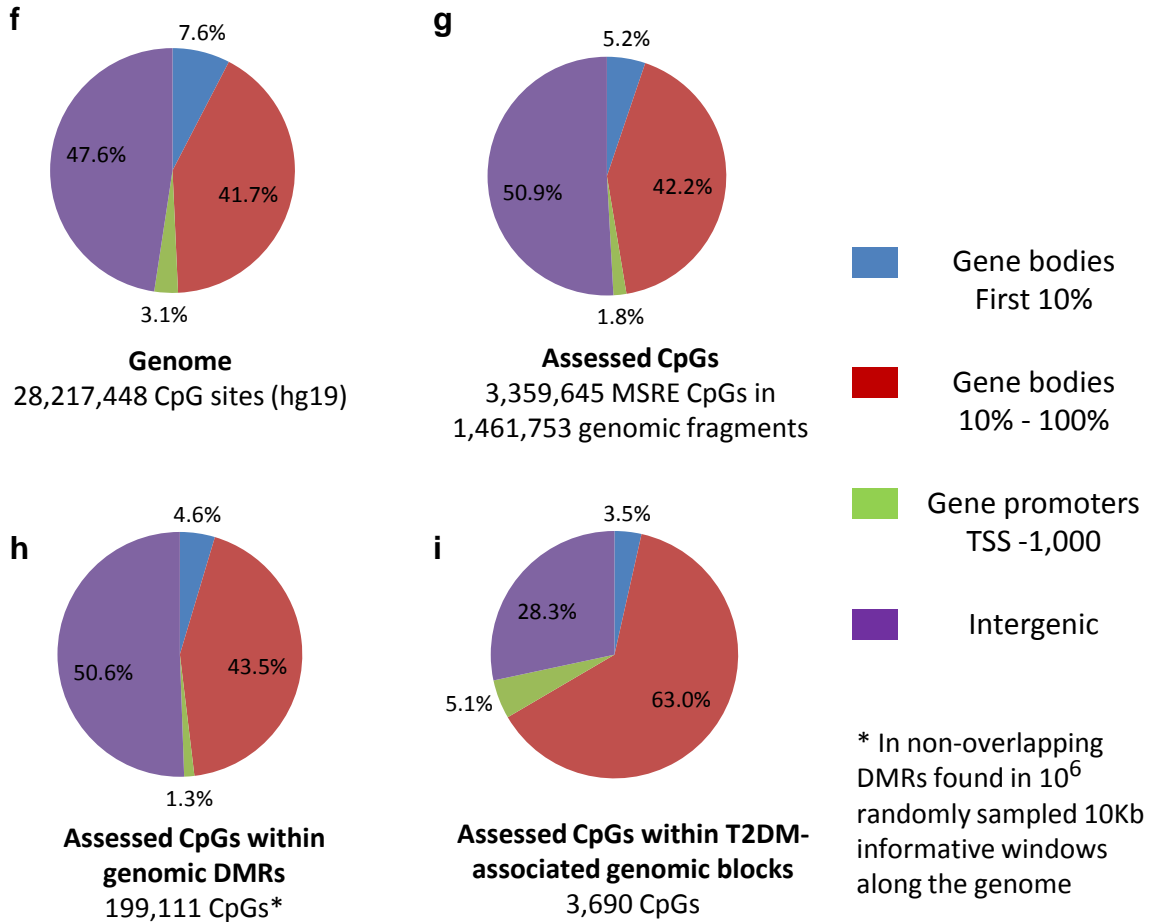 f
7.6%
47.6%
41.7%
3.1%
Genome
28,217,448 CpG sites (hg19)
g
5.2%
50.9%
42.2%
1.8%
Assessed CpGs
3,359,645 MSRE CpGs in
1,461,753 genomic fragments
Gene bodies
First 10%
Gene bodies
10% - 100%
Gene promoters
TSS -1,000
Intergenic
h
4.6%
50.6%
43.5%
1.3%
Assessed CpGs within
genomic DMRs
199,111 CpGs*
i
3.5%
28.3%
63.0%
5.1%
Assessed CpGs within T2DM-
associated genomic blocks
3,690 CpGs
* In non-overlapping
DMRs found in 10⁶
randomly sampled 10Kb
informative windows
along the genome